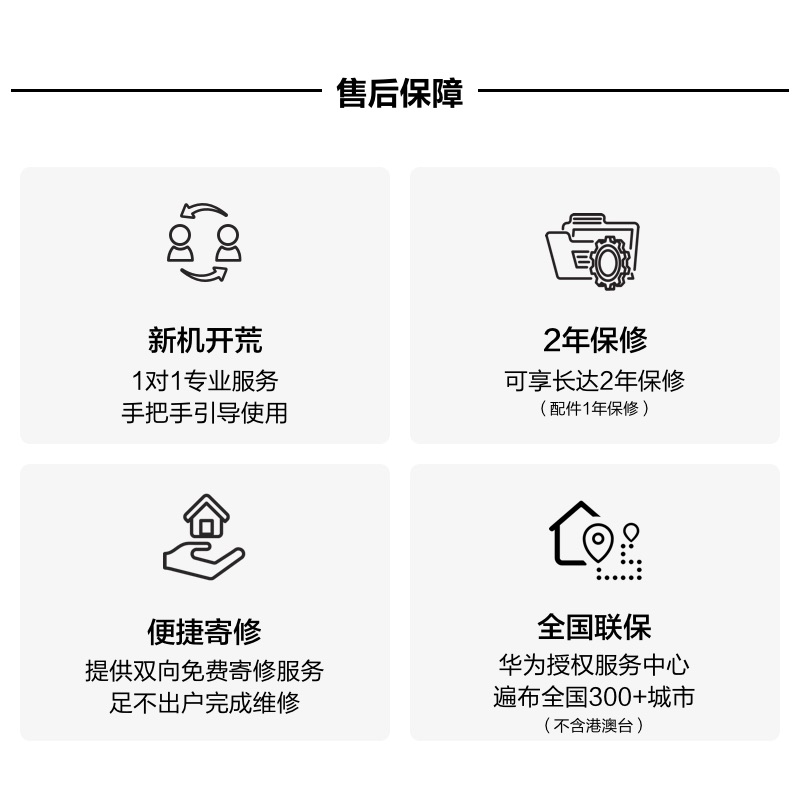 售后保障
新机开荒
1对1专业服务
手把手引导使用
2年保修
可享长达2年保修
（配件1年保修）
便捷寄修
提供双向免费寄修服务
足不出户完成维修
全国联保
华为授权服务中心
遍布全国300+城市
（不含港澳台）